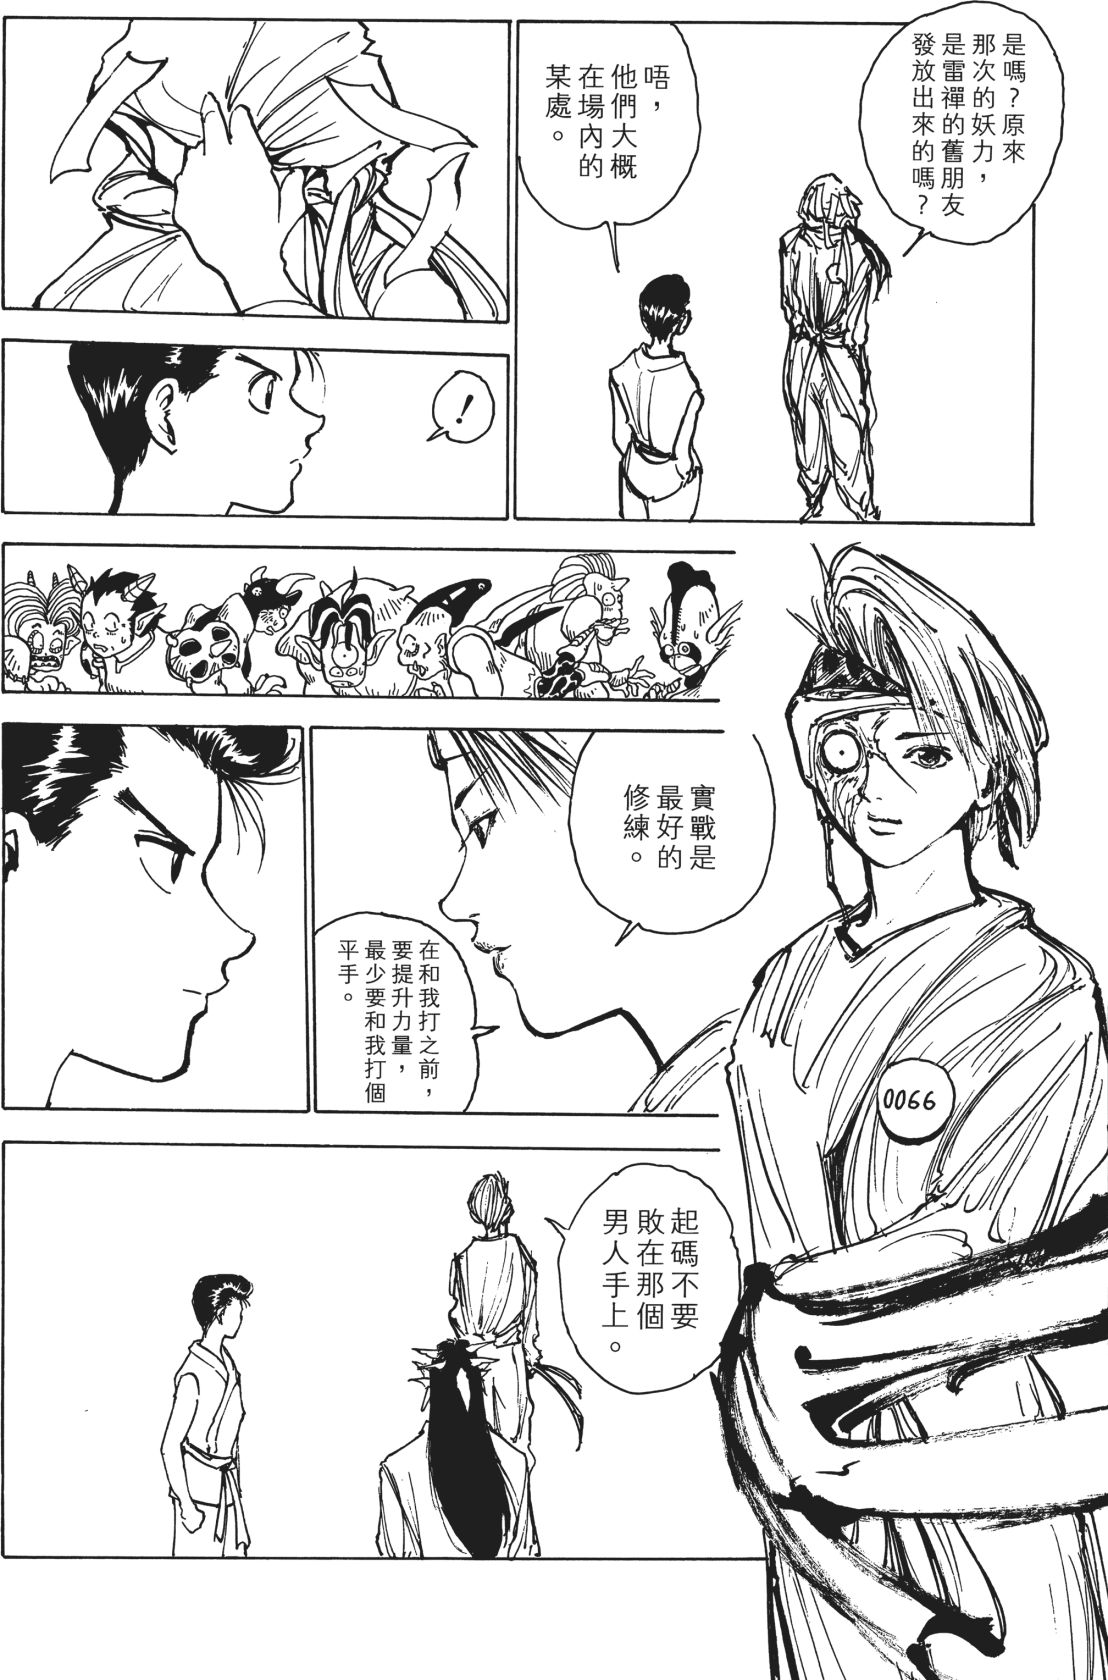 是嗎？原來
那次的妖力，
是雷禪的舊朋友
發放出來的嗎？
唔，
他們大概
在場內的
某處。
！
實戰是
最好的
修練。
在和我打之前，
要提升力量，
最少要和我打個
平手。
0066
起碼不要
敗在那個
男人手上。